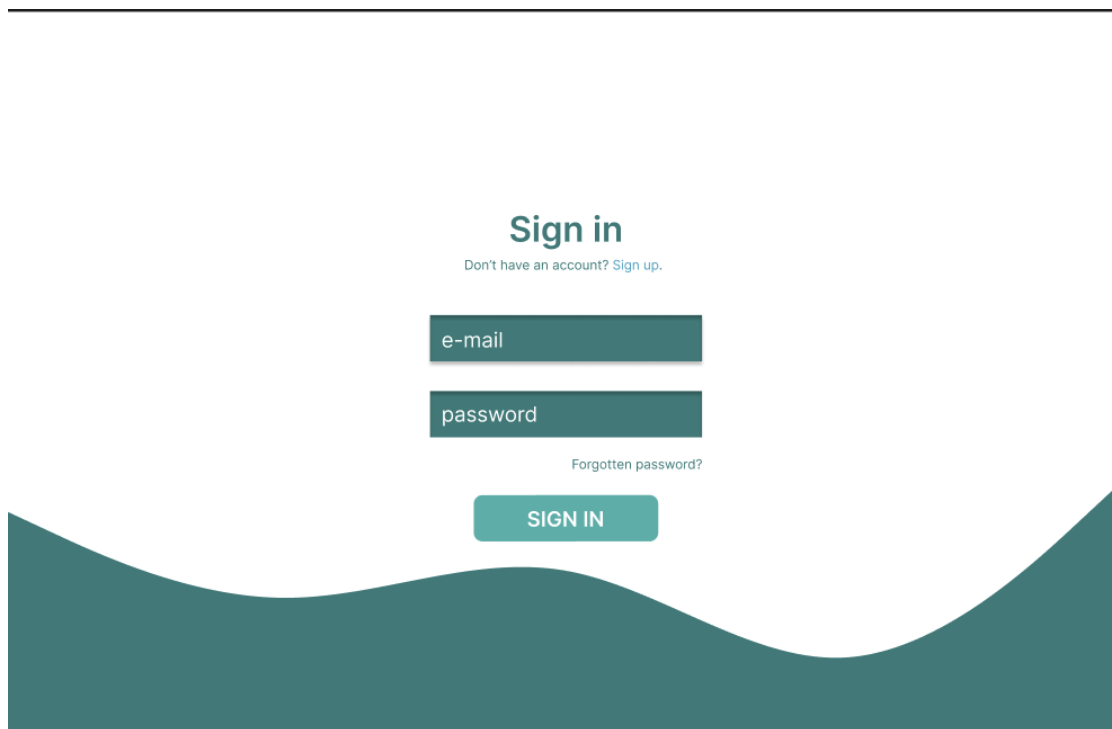 Sign in
Don't have an account? Sign up.
e-mail
password
Forgotten password?
SIGN IN